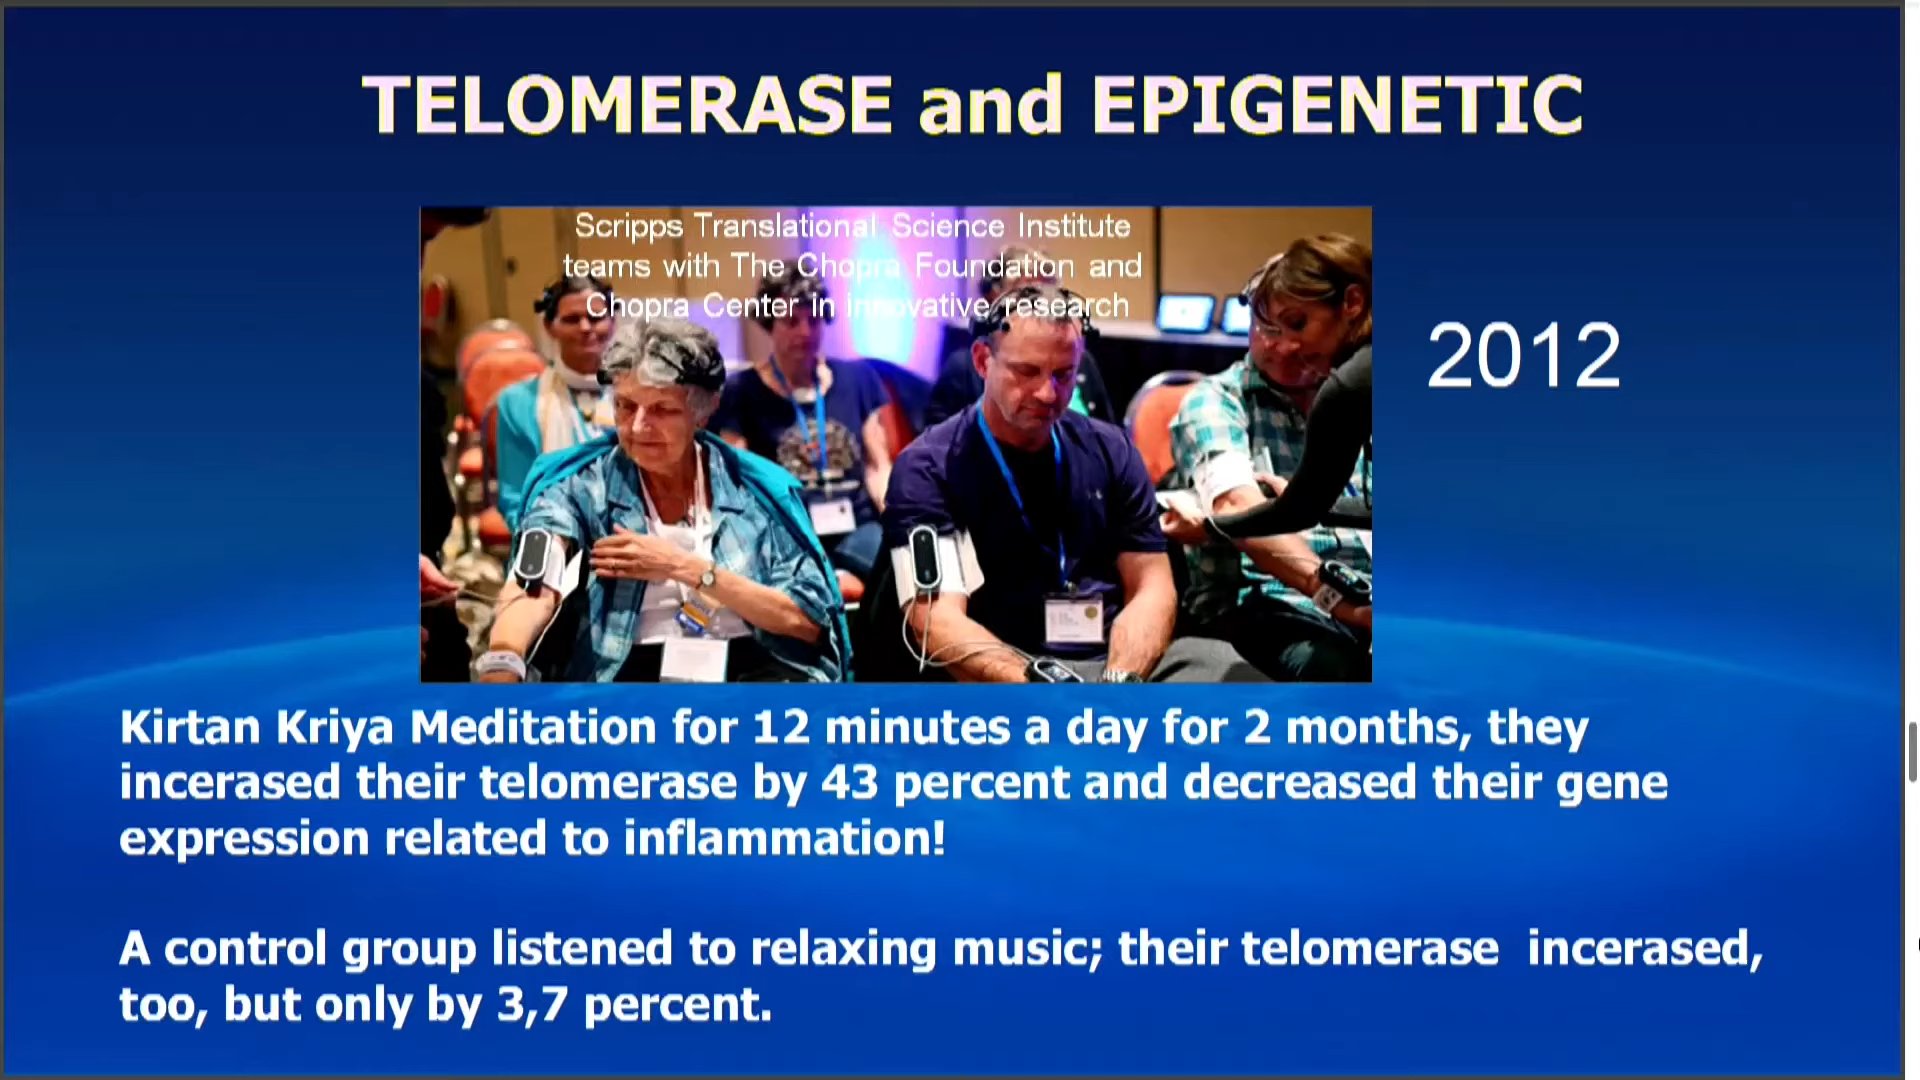 TELOMERASE and EPIGENETIC
Scripps Translational Science Institute
teams with The Chopra Foundation and
Chopra Center in innovative research
2012
Kirtan Kriya Meditation for 12 minutes a day for 2 months, they
incerased their telomerase by 43 percent and decreased their gene
expression related to inflammation!
A control group listened to relaxing music; their telomerase incerased,
too, but only by 3,7 percent.